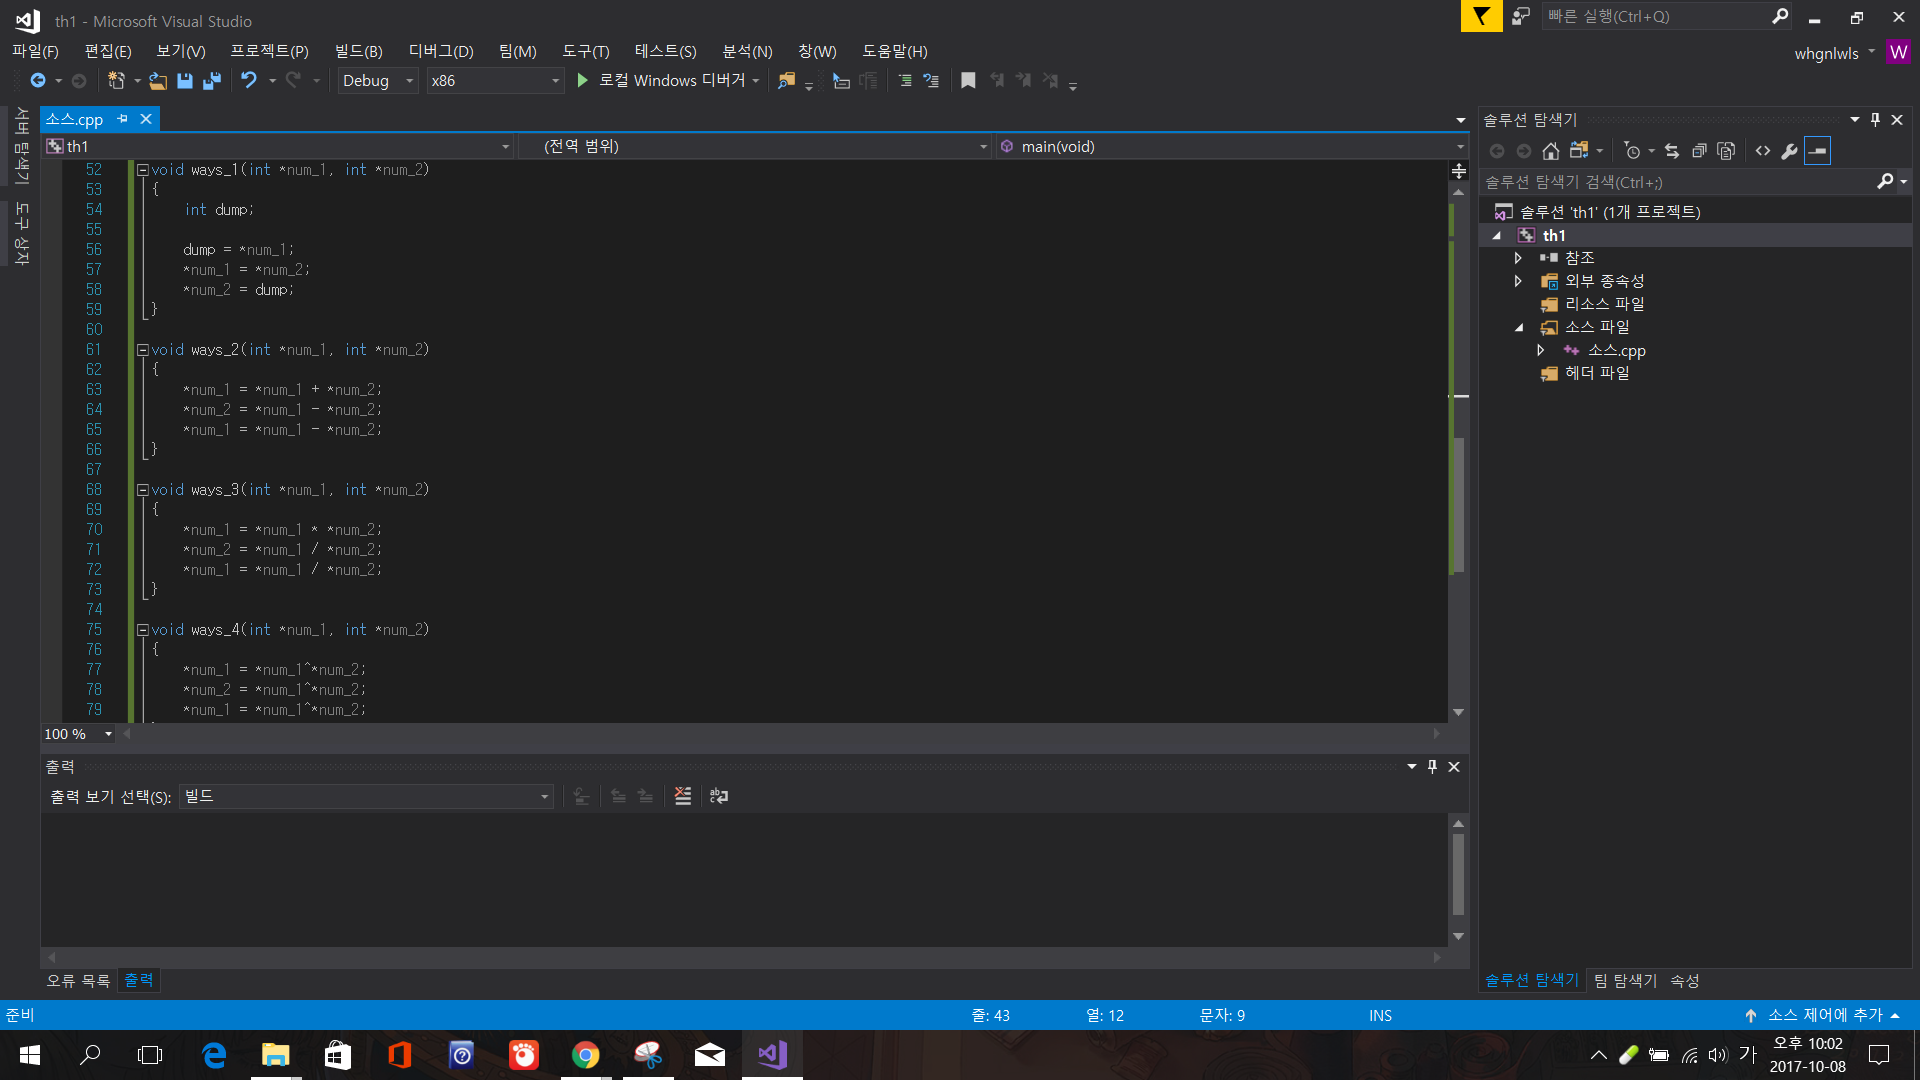 th1 - Microsoft Visual Studio
빠른 실행(Ctrl+Q)
파일(F) 편집(E) 보기(V) 프로젝트(P) 빌드(B) 디버그(D) 팀(M) 도구(T) 테스트(S) 분석(N) 창(W) 도움말(H)
whgnlwls W
Debug x86 로컬 Windows 디버거
서버 탐색기
도구 상자
소스.cpp
th1 (전역 범위) main(void)
52 void ways_1(int *num_1, int *num_2)
53 {
54 int dump;
55
56 dump = *num_1;
57 *num_1 = *num_2;
58 *num_2 = dump;
59 }
60
61 void ways_2(int *num_1, int *num_2)
62 {
63 *num_1 = *num_1 + *num_2;
64 *num_2 = *num_1 - *num_2;
65 *num_1 = *num_1 - *num_2;
66 }
67
68 void ways_3(int *num_1, int *num_2)
69 {
70 *num_1 = *num_1 * *num_2;
71 *num_2 = *num_1 / *num_2;
72 *num_1 = *num_1 / *num_2;
73 }
74
75 void ways_4(int *num_1, int *num_2)
76 {
77 *num_1 = *num_1^*num_2;
78 *num_2 = *num_1^*num_2;
79 *num_1 = *num_1^*num_2;
100 %
출력
출력 보기 선택(S): 빌드
오류 목록 출력
솔루션 탐색기
솔루션 탐색기 검색(Ctrl+;)
솔루션 'th1' (1개 프로젝트)
th1
참조
외부 종속성
리소스 파일
소스 파일
소스.cpp
헤더 파일
솔루션 탐색기 팀 탐색기 속성
준비 줄: 43 열: 12 문자: 9 INS 소스 제어에 추가
가 오후 10:02
2017-10-08